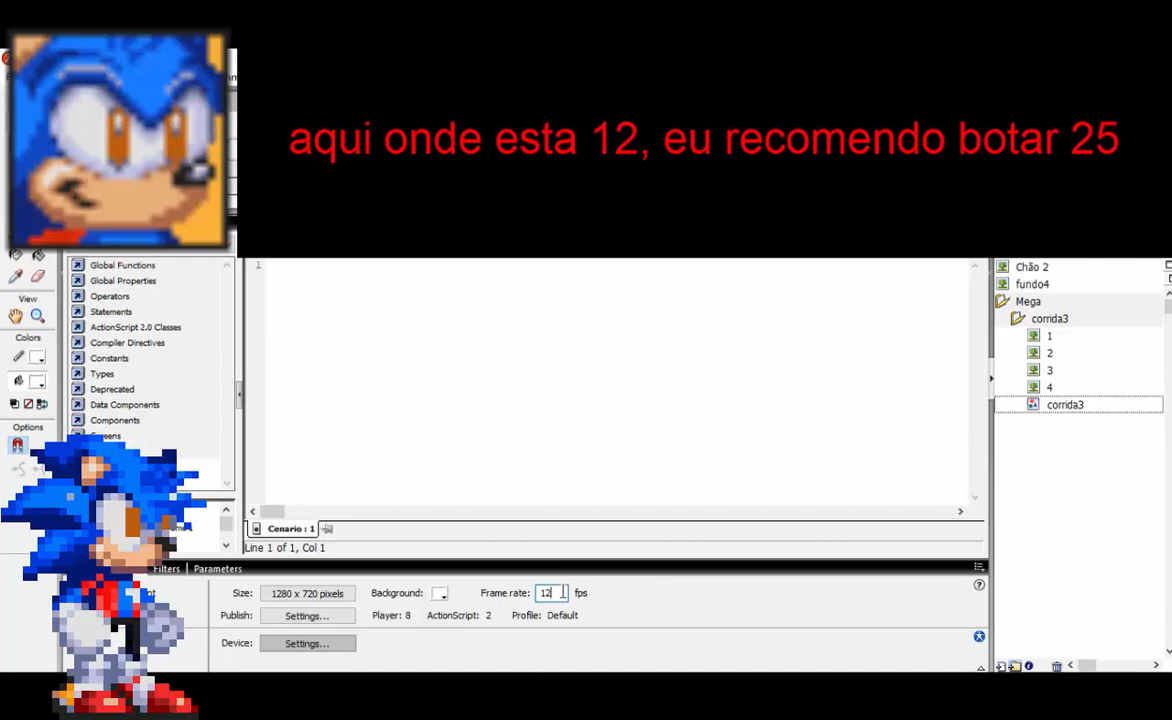 aqui onde esta 12, eu recomendo botar 25
Global Functions
1
Chão 2
Global Properties
fundo4
View
Operators
Mega
Statements
corrida3
ActionScript 2.0 Classes
1
Colors
Compiler Directives
2
Constants
3
Types
4
Deprecated
Data Components
corrida3
Components
Options
Cenario : 1
Line 1 of 1, Col 1
Filters
Parameters
Size:
1280 x 720 pixels
Background:
Frame rate:
12
fps
Publish:
Settings...
Player: 8
ActionScript: 2
Profile: Default
Device:
Settings...